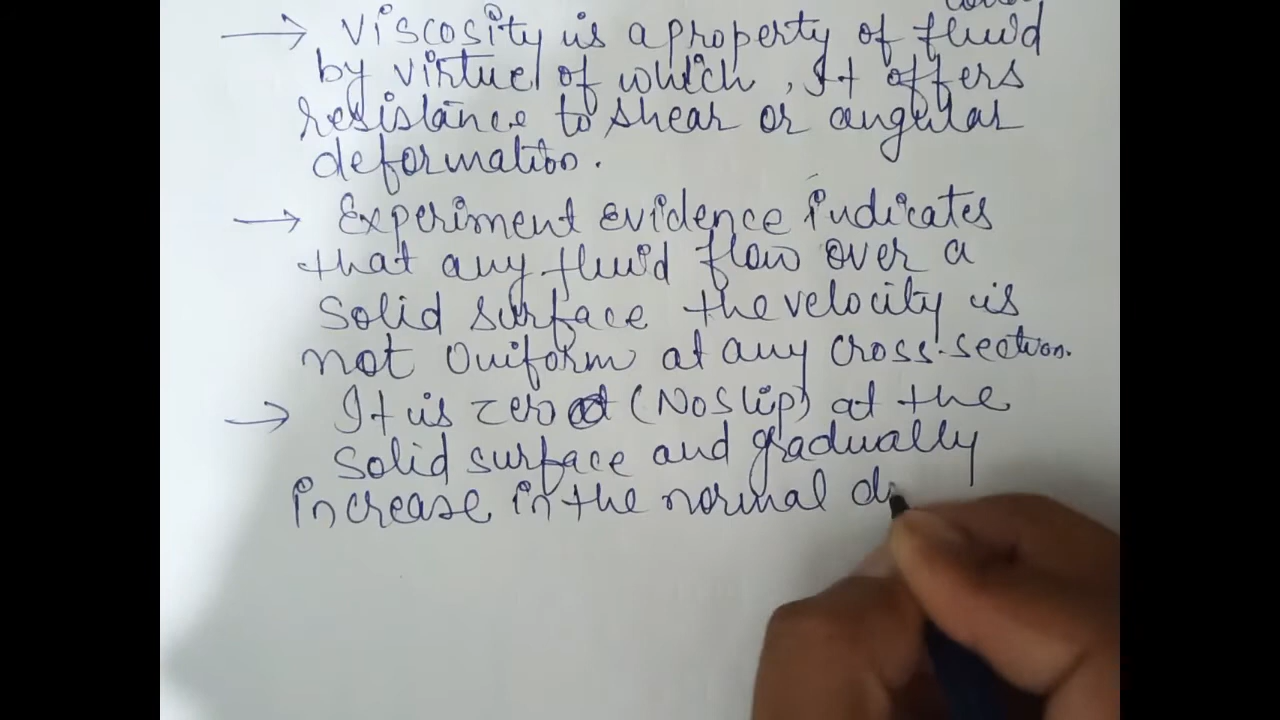 → Viscosity is a property of fluid
by virtue of which, It offers
resistance to shear or angular
deformation.
→ Experiment evidence indicates
that any fluid flow over a
solid surface the velocity is
not Uniform at any cross-section.
→ It is zero (No slip) at the
solid surface and gradually
increase in the normal d